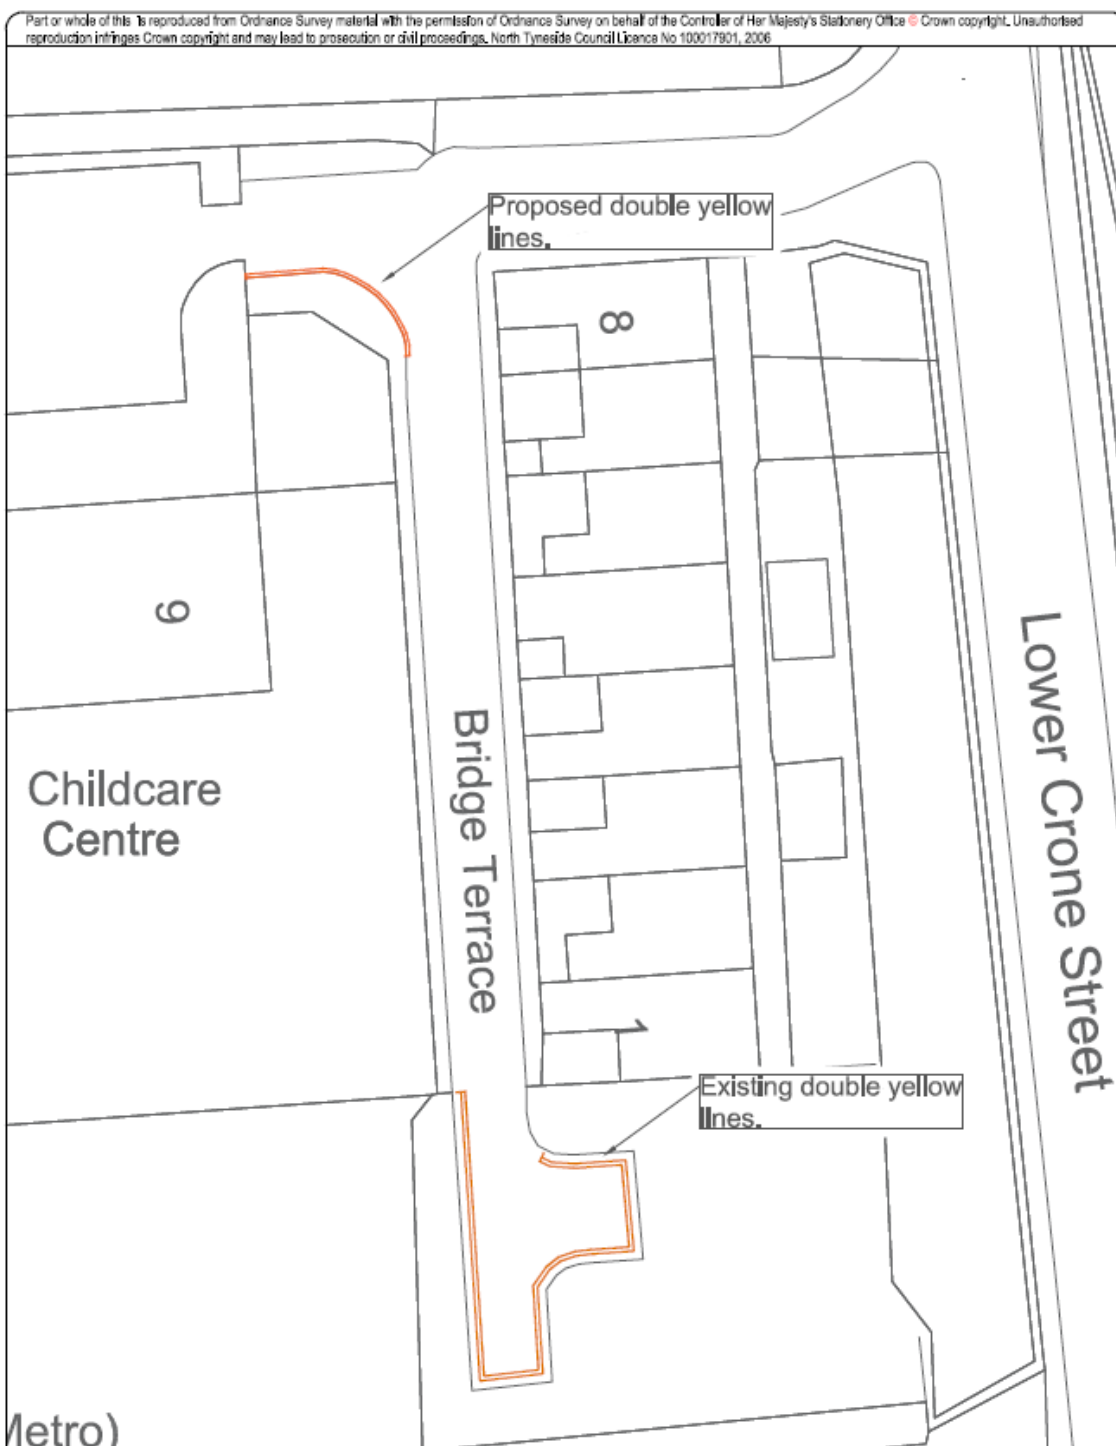 Part or whole of this is reproduced from Ordnance Survey material with the permission of Ordnance Survey on behalf of the Controller of Her Majesty's Stationery Office © Crown copyright. Unauthorised
reproduction infringes Crown copyright and may lead to prosecution or civil proceedings. North Tyneside Council Licence No 100017901, 2006
Proposed double yellow
lines.
8
9
Lower Crone Street
Bridge Terrace
Childcare
Centre
1
Existing double yellow
lines.
Metro)